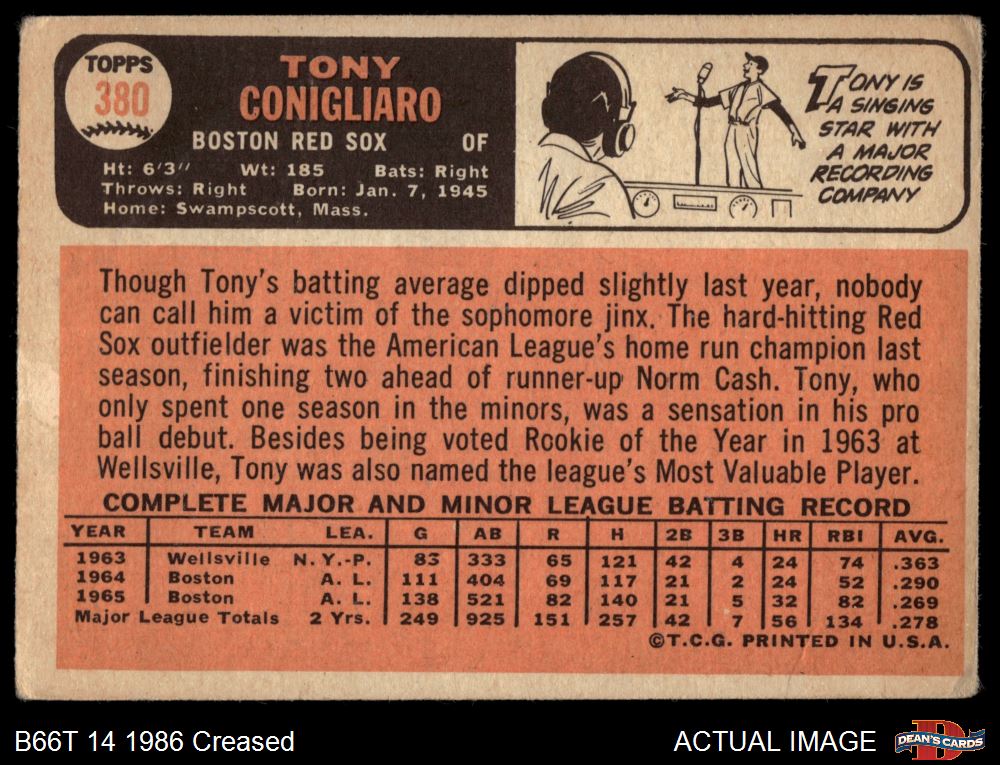 TOPPS
380
TONY
CONIGLIARO
BOSTON RED SOX OF
Ht: 6'3" Wt: 185 Bats: Right
Throws: Right Born: Jan. 7, 1945
Home: Swampscott, Mass.
TONY IS
A SINGING
STAR WITH
A MAJOR
RECORDING
COMPANY
Though Tony's batting average dipped slightly last year, nobody
can call him a victim of the sophomore jinx. The hard-hitting Red
Sox outfielder was the American League's home run champion last
season, finishing two ahead of runner-up Norm Cash. Tony, who
only spent one season in the minors, was a sensation in his pro
ball debut. Besides being voted Rookie of the Year in 1963 at
Wellsville, Tony was also named the league's Most Valuable Player.
COMPLETE MAJOR AND MINOR LEAGUE BATTING RECORD
YEAR TEAM LEA. G AB R H 2B 3B HR RBI AVG.
1963 Wellsville N.Y.-P. 83 333 65 121 42 4 24 74 .363
1964 Boston A. L. 111 404 69 117 21 2 24 52 .290
1965 Boston A. L. 138 521 82 140 21 5 32 82 .269
Major League Totals 2 Yrs. 249 925 151 257 42 7 56 134 .278
©T.C.G. PRINTED IN U.S.A.
B66T 14 1986 Creased
ACTUAL IMAGE
DEAN'S CARDS